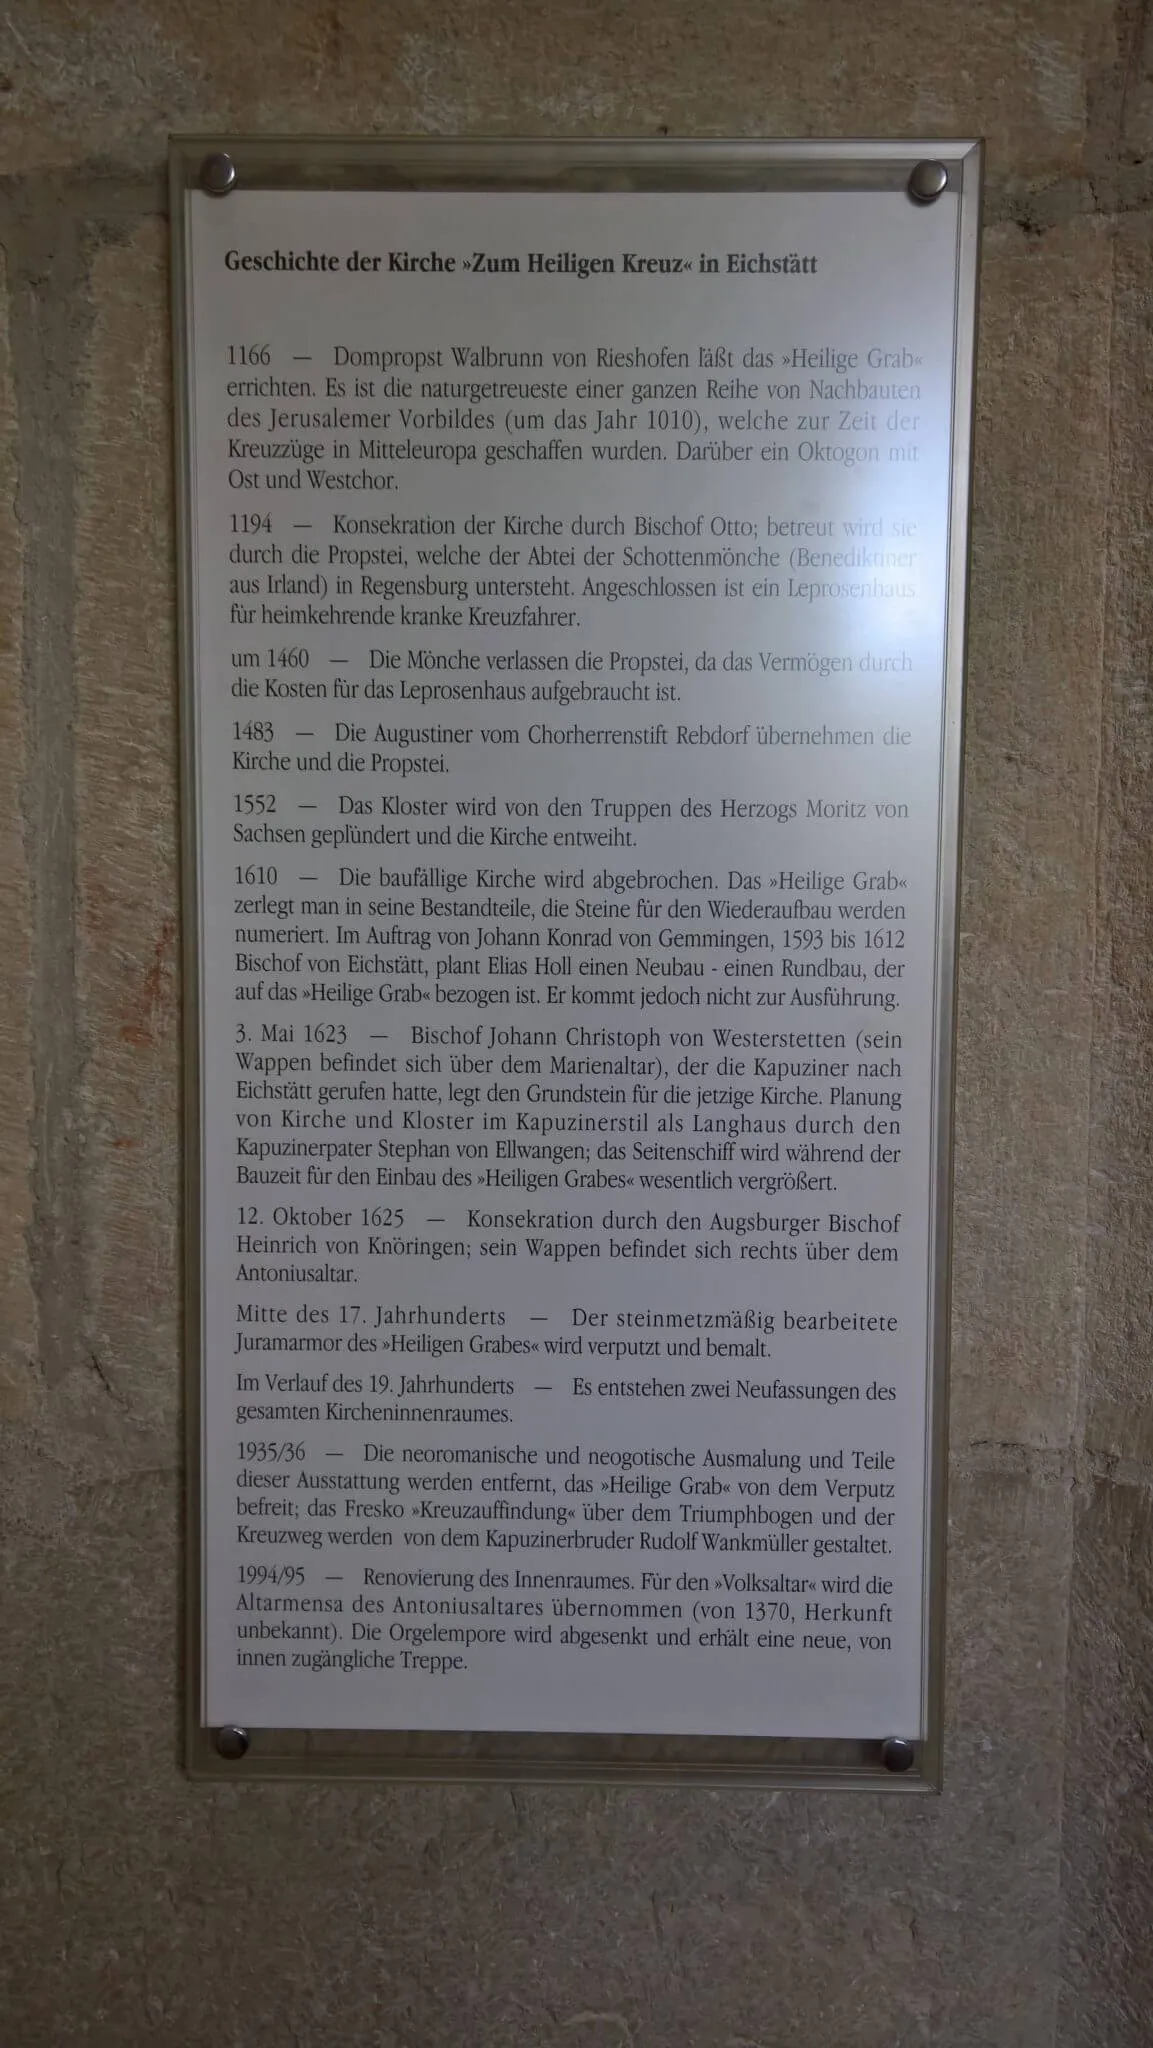 Geschichte der Kirche »Zum Heiligen Kreuz« in Eichstätt
1166 — Dompropst Walbrunn von Rieshofen läßt das »Heilige Grab«
errichten. Es ist die naturgetreueste einer ganzen Reihe von Nachbauten
des Jerusalemer Vorbildes (um das Jahr 1010), welche zur Zeit der
Kreuzzüge in Mitteleuropa geschaffen wurden. Darüber ein Oktogon mit
Ost und Westchor.
1194 — Konsekration der Kirche durch Bischof Otto; betreut wird sie
durch die Propstei, welche der Abtei der Schottenmönche (Benediktiner
aus Irland) in Regensburg untersteht. Angeschlossen ist ein Leprosenhaus
für heimkehrende kranke Kreuzfahrer.
um 1460 — Die Mönche verlassen die Propstei, da das Vermögen durch
die Kosten für das Leprosenhaus aufgebraucht ist.
1483 — Die Augustiner vom Chorherrenstift Rebdorf übernehmen die
Kirche und die Propstei.
1552 — Das Kloster wird von den Truppen des Herzogs Moritz von
Sachsen geplündert und die Kirche entweiht.
1610 — Die baufällige Kirche wird abgebrochen. Das »Heilige Grab«
zerlegt man in seine Bestandteile, die Steine für den Wiederaufbau werden
numeriert. Im Auftrag von Johann Konrad von Gemmingen, 1593 bis 1612
Bischof von Eichstätt, plant Elias Holl einen Neubau - einen Rundbau, der
auf das »Heilige Grab« bezogen ist. Er kommt jedoch nicht zur Ausführung.
3. Mai 1623 — Bischof Johann Christoph von Westerstetten (sein
Wappen befindet sich über dem Marienaltar), der die Kapuziner nach
Eichstätt gerufen hatte, legt den Grundstein für die jetzige Kirche. Planung
von Kirche und Kloster im Kapuzinerstil als Langhaus durch den
Kapuzinerpater Stephan von Ellwangen; das Seitenschiff wird während der
Bauzeit für den Einbau des »Heiligen Grabes« wesentlich vergrößert.
12. Oktober 1625 — Konsekration durch den Augsburger Bischof
Heinrich von Knöringen; sein Wappen befindet sich rechts über dem
Antoniusaltar.
Mitte des 17. Jahrhunderts — Der steinmetzmäßig bearbeitete
Juramarmor des »Heiligen Grabes« wird verputzt und bemalt.
Im Verlauf des 19. Jahrhunderts — Es entstehen zwei Neufassungen des
gesamten Kircheninnenraumes.
1935/36 — Die neoromanische und neogotische Ausmalung und Teile
dieser Ausstattung werden entfernt, das »Heilige Grab« von dem Verputz
befreit; das Fresko »Kreuzauffindung« über dem Triumphbogen und der
Kreuzweg werden von dem Kapuzinerbruder Rudolf Wankmüller gestaltet.
1994/95 — Renovierung des Innenraumes. Für den »Volksaltar« wird die
Altarmensa des Antoniusaltares übernommen (von 1370, Herkunft
unbekannt). Die Orgelempore wird abgesenkt und erhält eine neue, von
innen zugängliche Treppe.